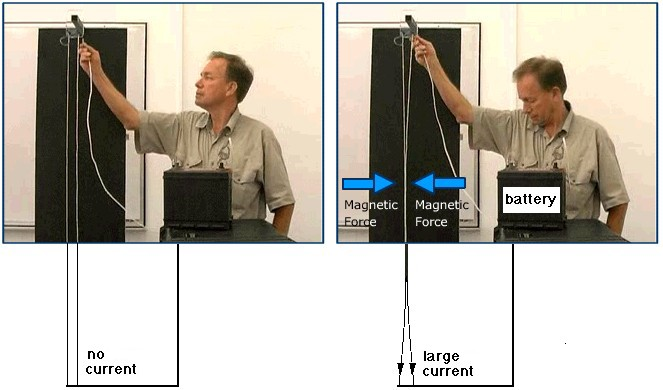 battery
Magnetic
Force
Magnetic
Force
no
current
large
current